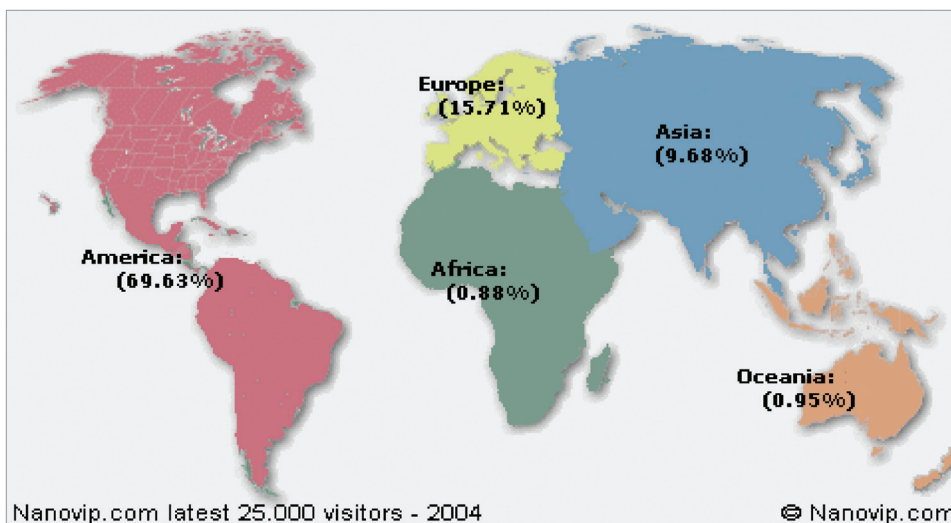 Europe:
(15.71%)
Asia:
(9.68%)
America:
(69.63%)
Africa:
(0.88%)
Oceania:
(0.95%)
Nanovip.com latest 25.000 visitors - 2004
© Nanovip.com